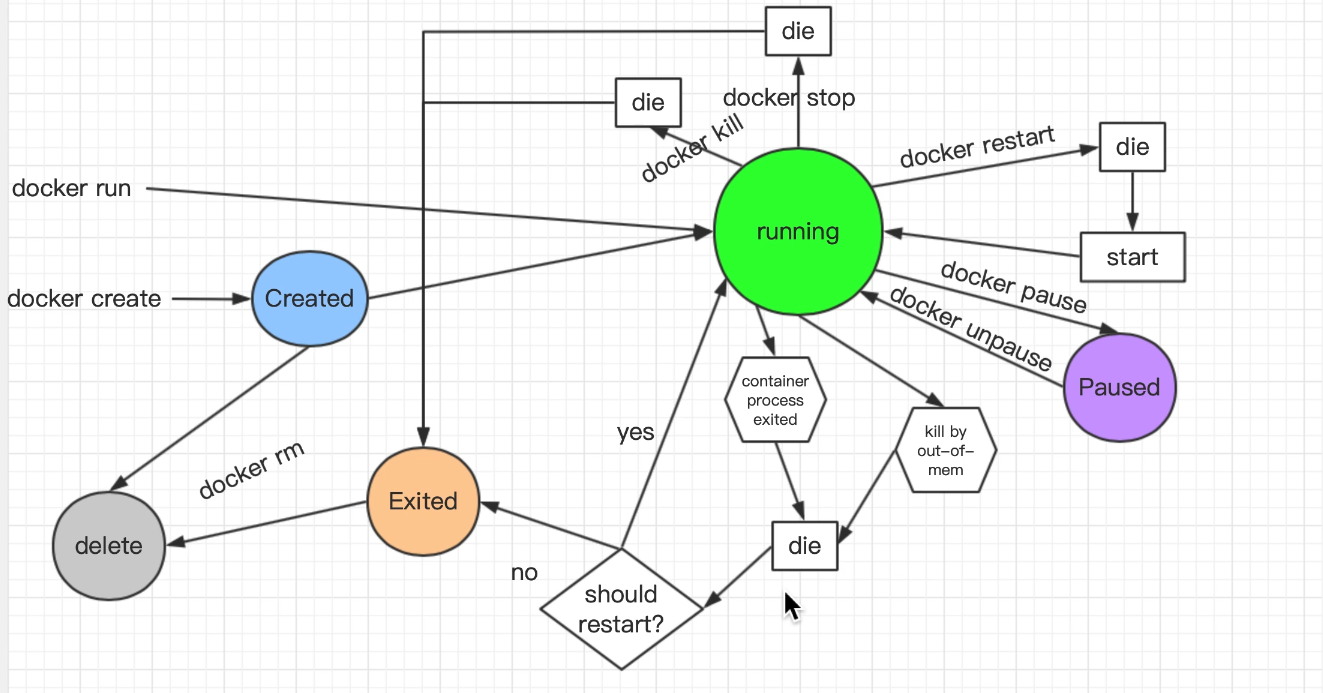 die
die
docker stop
docker kill
docker restart
die
docker run
running
start
docker create
Created
docker pause
docker unpause
Paused
container
process
exited
kill by
out-of-
mem
yes
docker rm
Exited
delete
die
no
should
restart?